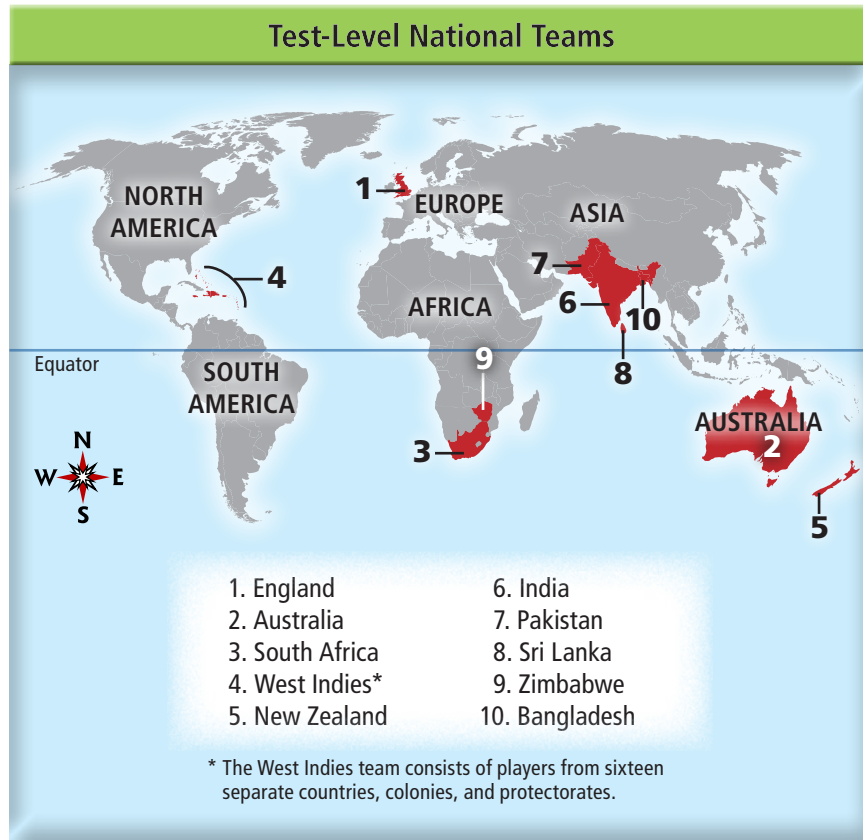 Test-Level National Teams
NORTH
AMERICA
1
EUROPE
ASIA
4
7
6
10
AFRICA
8
9
Equator
SOUTH
AMERICA
AUSTRALIA
2
3
5
N
W E
S
1. England
2. Australia
3. South Africa
4. West Indies*
5. New Zealand
6. India
7. Pakistan
8. Sri Lanka
9. Zimbabwe
10. Bangladesh
* The West Indies team consists of players from sixteen
separate countries, colonies, and protectorates.